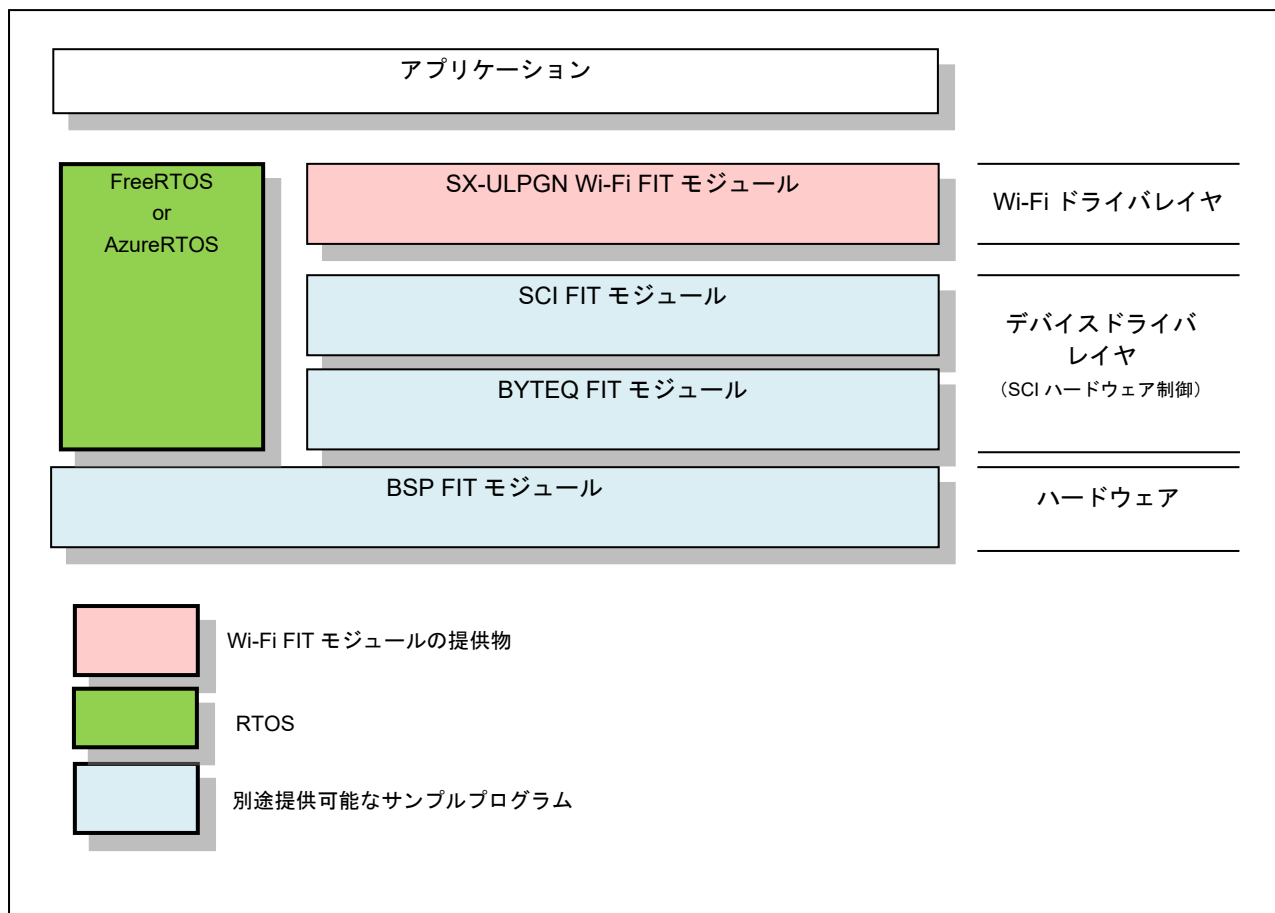 アプリケーション
FreeRTOS
or
AzureRTOS
SX-ULPGN Wi-Fi FIT モジュール
Wi-Fi ドライバレイヤ
SCI FIT モジュール
BYTEQ FIT モジュール
デバイスドライバ
レイヤ
（SCI ハードウェア制御）
BSP FIT モジュール
ハードウェア
Wi-Fi FIT モジュールの提供物
RTOS
別途提供可能なサンプルプログラム